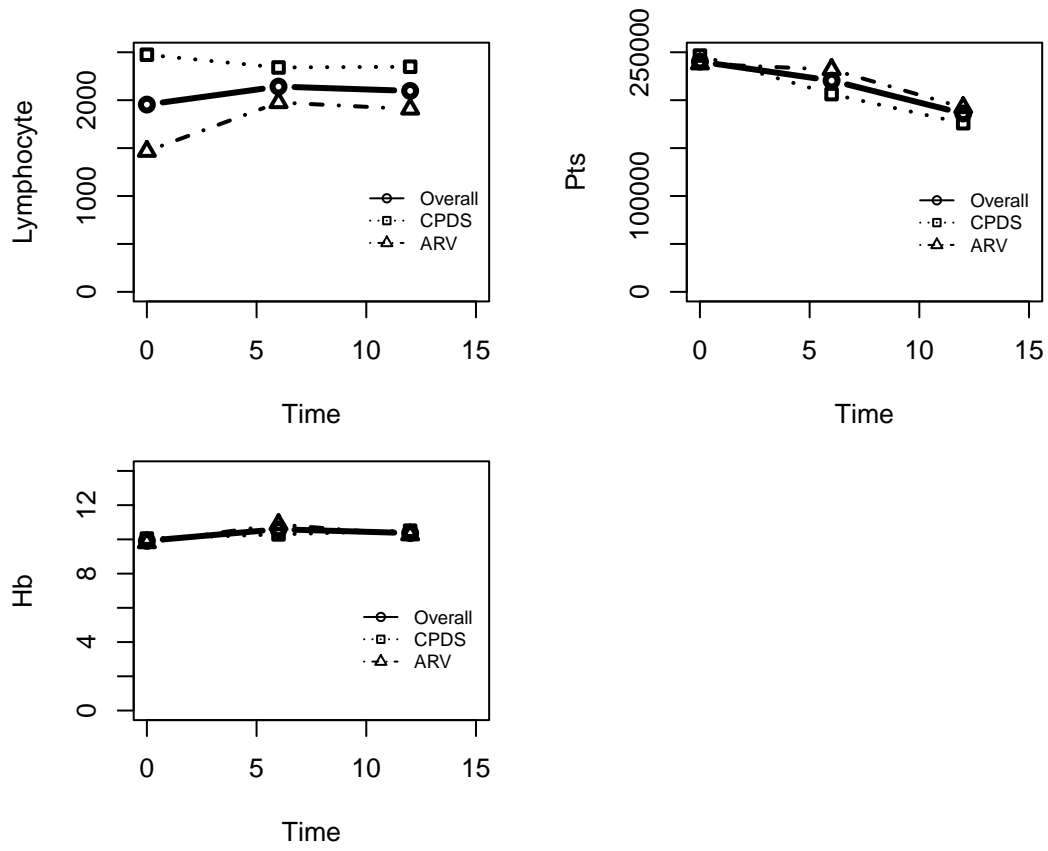 Lymphocyte
2000
1000
0
Overall
CPDS
ARV
0 5 10 15
Time
Pts
250000
100000
0
Overall
CPDS
ARV
0 5 10 15
Time
Hb
12
8
4
0
Overall
CPDS
ARV
0 5 10 15
Time